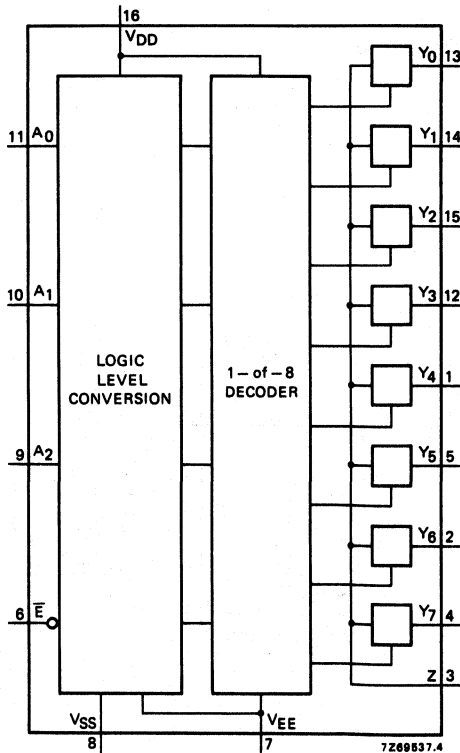 16
VDD
11 A0
10 A1
9 A2
6 E̅
LOGIC
LEVEL
CONVERSION
1–of–8
DECODER
Y0 13
Y1 14
Y2 15
Y3 12
Y4 1
Y5 5
Y6 2
Y7 4
Z 3
VSS
8
VEE
7
7Z69537.4